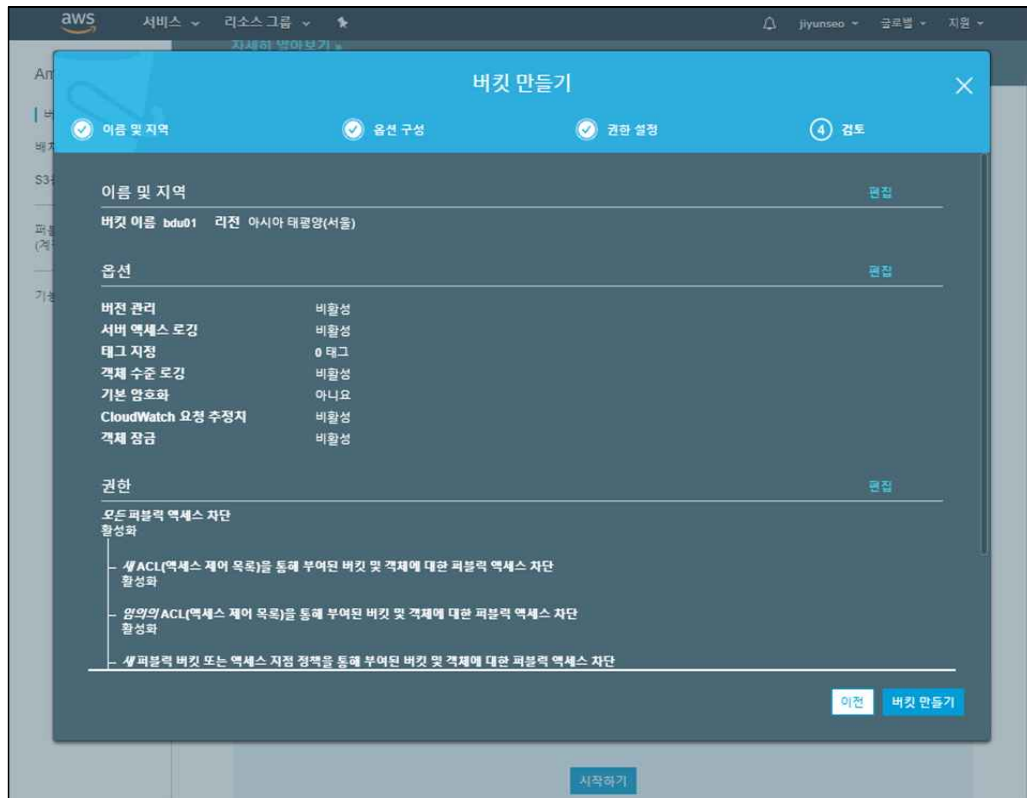 aws 서비스 리소스 그룹 jiyunseo 글로벌 지원
자세히 알아보기 »
버킷 만들기
이름 및 지역 옵션 구성 권한 설정 4 검토
이름 및 지역 편집
버킷 이름 bdu01 리전 아시아 태평양(서울)
옵션 편집
버전 관리 비활성
서버 액세스 로깅 비활성
태그 지정 0 태그
객체 수준 로깅 비활성
기본 암호화 아니요
CloudWatch 요청 추정치 비활성
객체 잠금 비활성
권한 편집
모든 퍼블릭 액세스 차단
활성화
새 ACL(액세스 제어 목록)을 통해 부여된 버킷 및 객체에 대한 퍼블릭 액세스 차단
활성화
임의의 ACL(액세스 제어 목록)을 통해 부여된 버킷 및 객체에 대한 퍼블릭 액세스 차단
활성화
새 퍼블릭 버킷 또는 액세스 지점 정책을 통해 부여된 버킷 및 객체에 대한 퍼블릭 액세스 차단
이전 버킷 만들기
시작하기